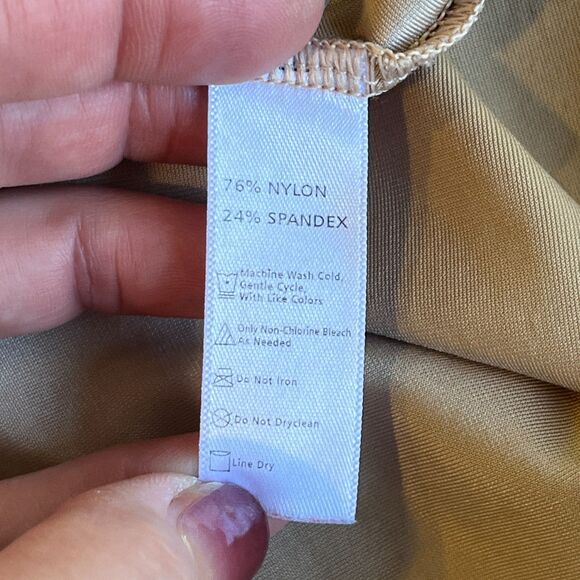 76% NYLON
24% SPANDEX
Machine Wash Cold,
Gentle Cycle,
With Lice Colors
Only Non-Chlorine Bleach
As Needed
Do Not Iron
Do Not Dryclean
Line Dry